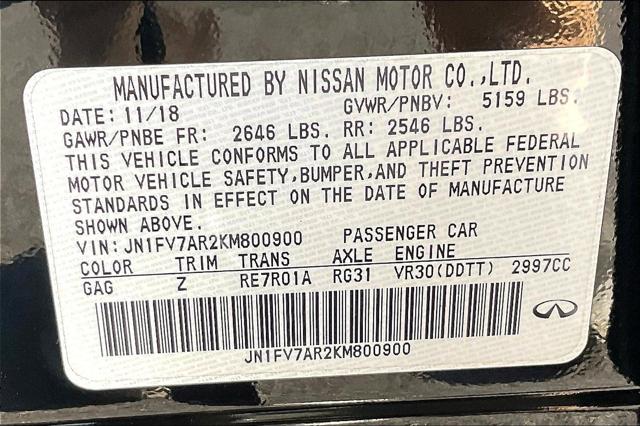 MANUFACTURED BY NISSAN MOTOR CO.,LTD.
DATE: 11/18 GVWR/PNBV: 5159 LBS.
GAWR/PNBE FR: 2646 LBS. RR: 2546 LBS.
THIS VEHICLE CONFORMS TO ALL APPLICABLE FEDERAL
MOTOR VEHICLE SAFETY,BUMPER,AND THEFT PREVENTION
STANDARDS IN EFFECT ON THE DATE OF MANUFACTURE
SHOWN ABOVE.
VIN: JN1FV7AR2KM800900 PASSENGER CAR
COLOR TRIM TRANS AXLE ENGINE
GAG Z RE7R01A RG31 VR30(DDTT) 2997CC
JN1FV7AR2KM800900